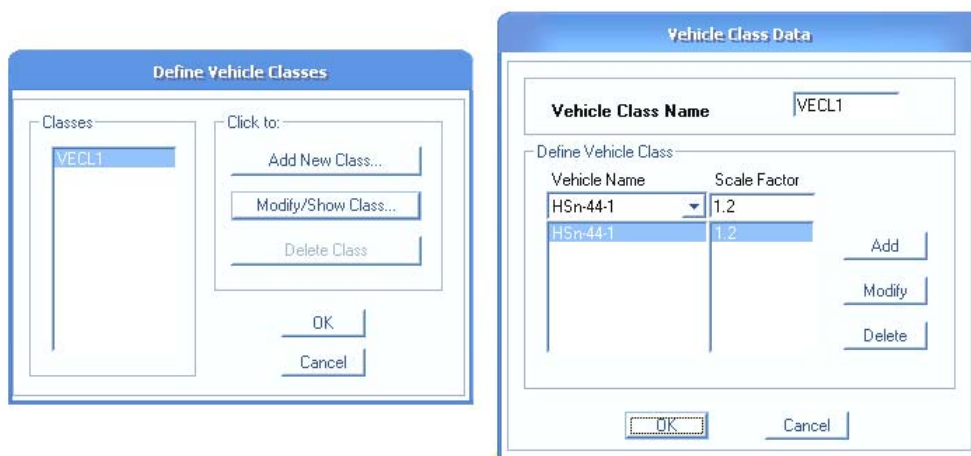 Define Vehicle Classes
Classes
VECL1
Click to:
Add New Class...
Modify/Show Class...
Delete Class
OK
Cancel
Vehicle Class Data
Vehicle Class Name VECL1
Define Vehicle Class
Vehicle Name Scale Factor
HSn-44-1 1.2
HSn-44-1 1.2
Add
Modify
Delete
OK Cancel